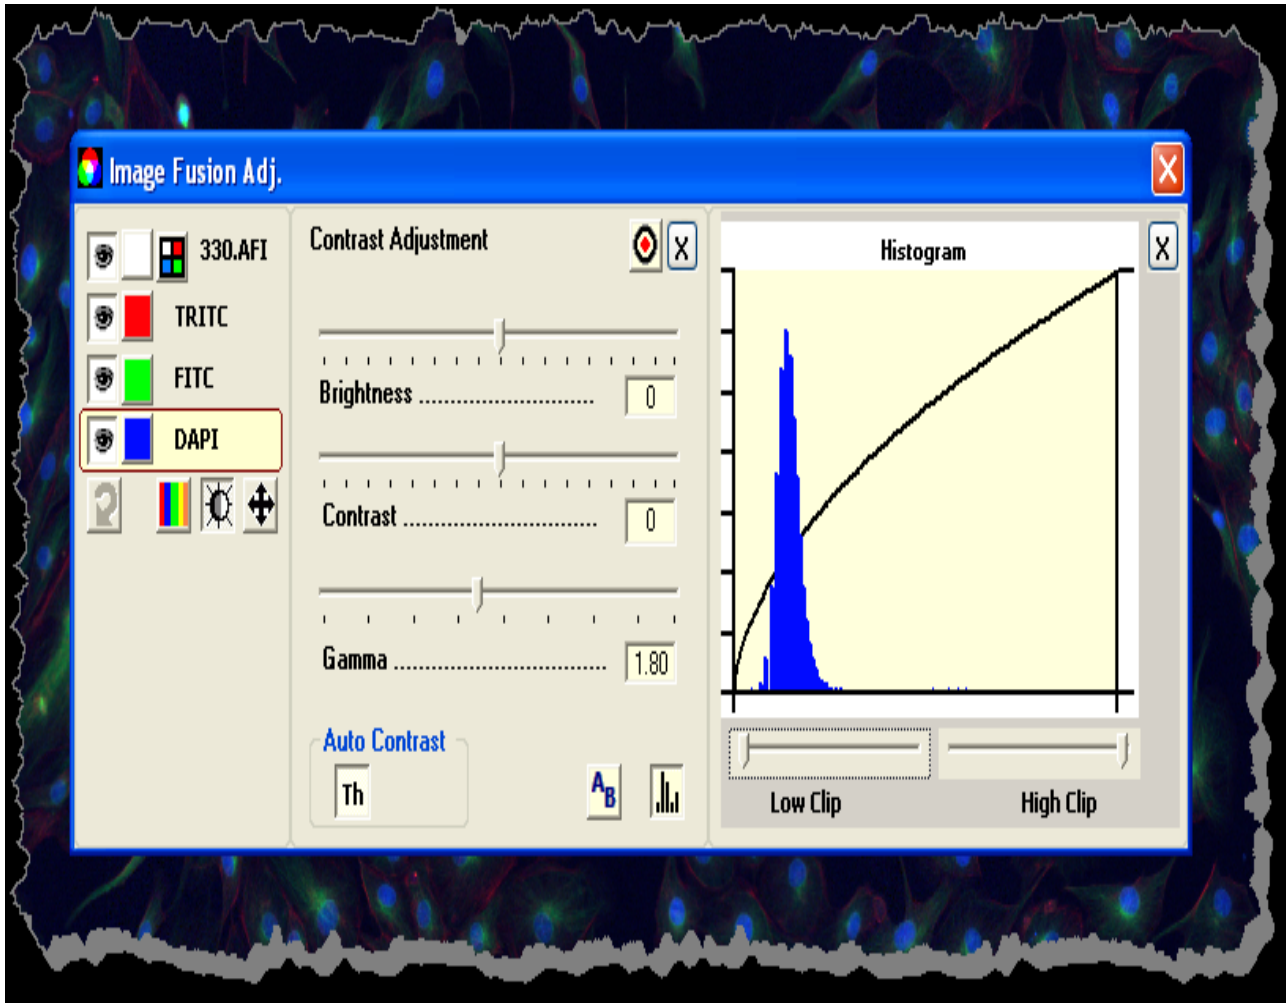 Image Fusion Adj.
330.AFI
TRITC
FITC
DAPI
Contrast Adjustment
X
Brightness ............................ 0
Contrast ............................... 0
Gamma .................................. 1.80
Auto Contrast
Th
AB
Histogram
X
Low Clip
High Clip